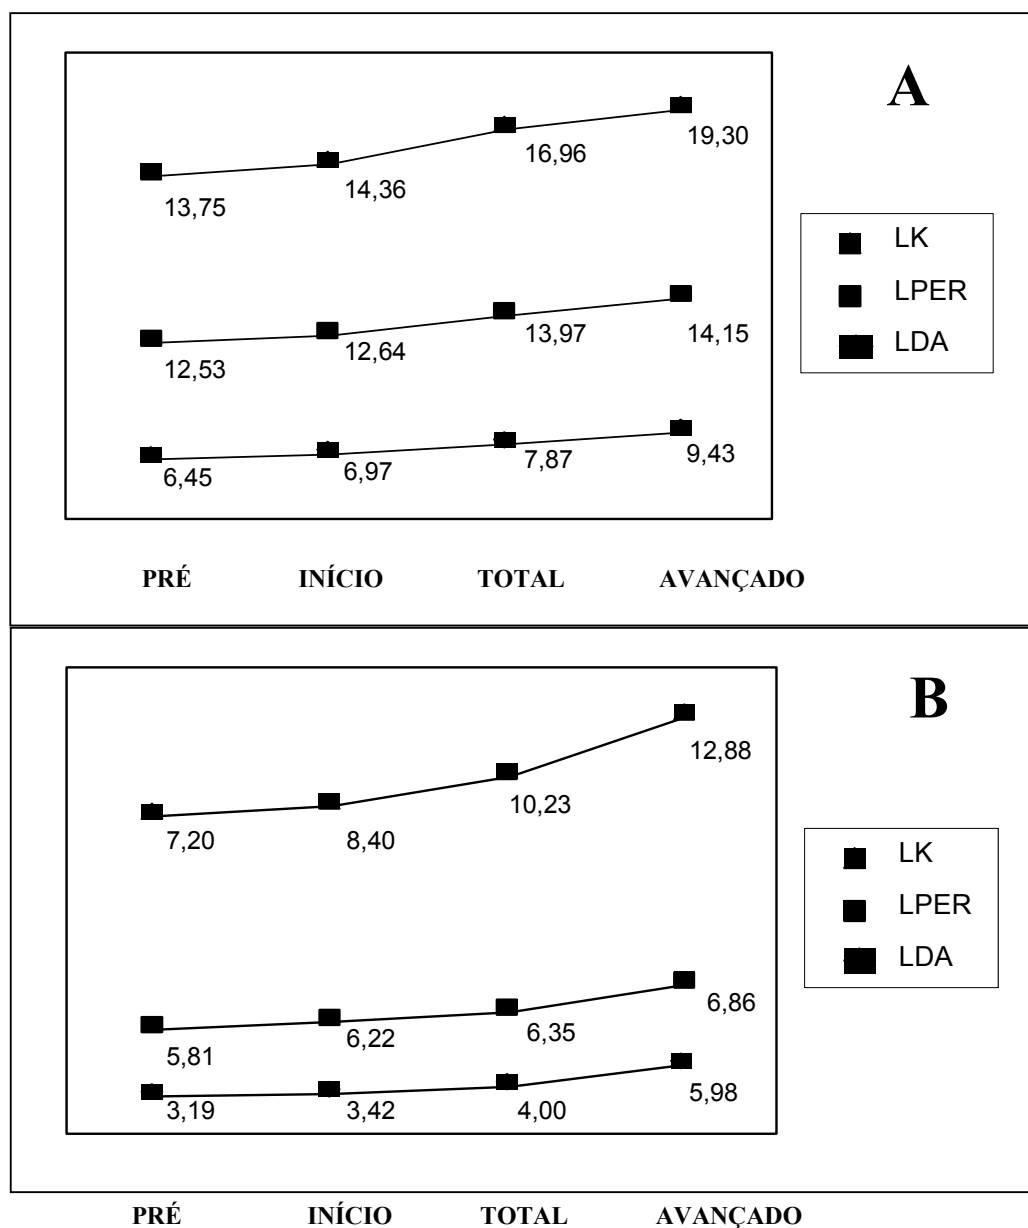 A
13,75 14,36 16,96 19,30
12,53 12,64 13,97 14,15
6,45 6,97 7,87 9,43
LK
LPER
LDA
PRÉ INÍCIO TOTAL AVANÇADO
B
7,20 8,40 10,23 12,88
5,81 6,22 6,35 6,86
3,19 3,42 4,00 5,98
LK
LPER
LDA
PRÉ INÍCIO TOTAL AVANÇADO